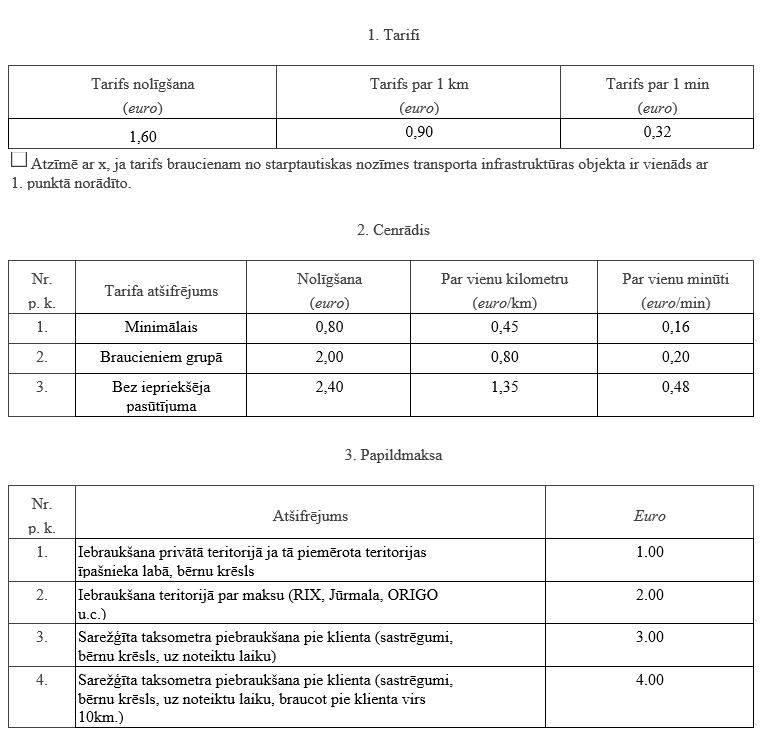 1. Tarifi
Tarifs nolīgšana
(euro)
Tarifs par 1 km
(euro)
Tarifs par 1 min
(euro)
1,60
0,90
0,32
Atzīmē ar x, ja tarifs braucienam no starptautiskas nozīmes transporta infrastruktūras objekta ir vienāds ar
1. punktā norādīto.
2. Cenrādis
Nr.
p. k.
Tarifa atšifrējums
Nolīgšana
(euro)
Par vienu kilometru
(euro/km)
Par vienu minūti
(euro/min)
1.
Minimālais
0,80
0,45
0,16
2.
Braucieniem grupā
2,00
0,80
0,20
3.
Bez iepriekšēja
pasūtījuma
2,40
1,35
0,48
3. Papildmaksa
Nr.
p. k.
Atšifrējums
Euro
1.
Iebraukšana privātā teritorijā ja tā piemērota teritorijas
īpašnieka labā, bērnu krēsls
1.00
2.
Iebraukšana teritorijā par maksu (RIX, Jūrmala, ORIGO
u.c.)
2.00
3.
Sarežģīta taksometra piebraukšana pie klienta (sastrēgumi,
bērnu krēsls, uz noteiktu laiku)
3.00
4.
Sarežģīta taksometra piebraukšana pie klienta (sastrēgumi,
bērnu krēsls, uz noteiktu laiku, braucot pie klienta virs
10km.)
4.00